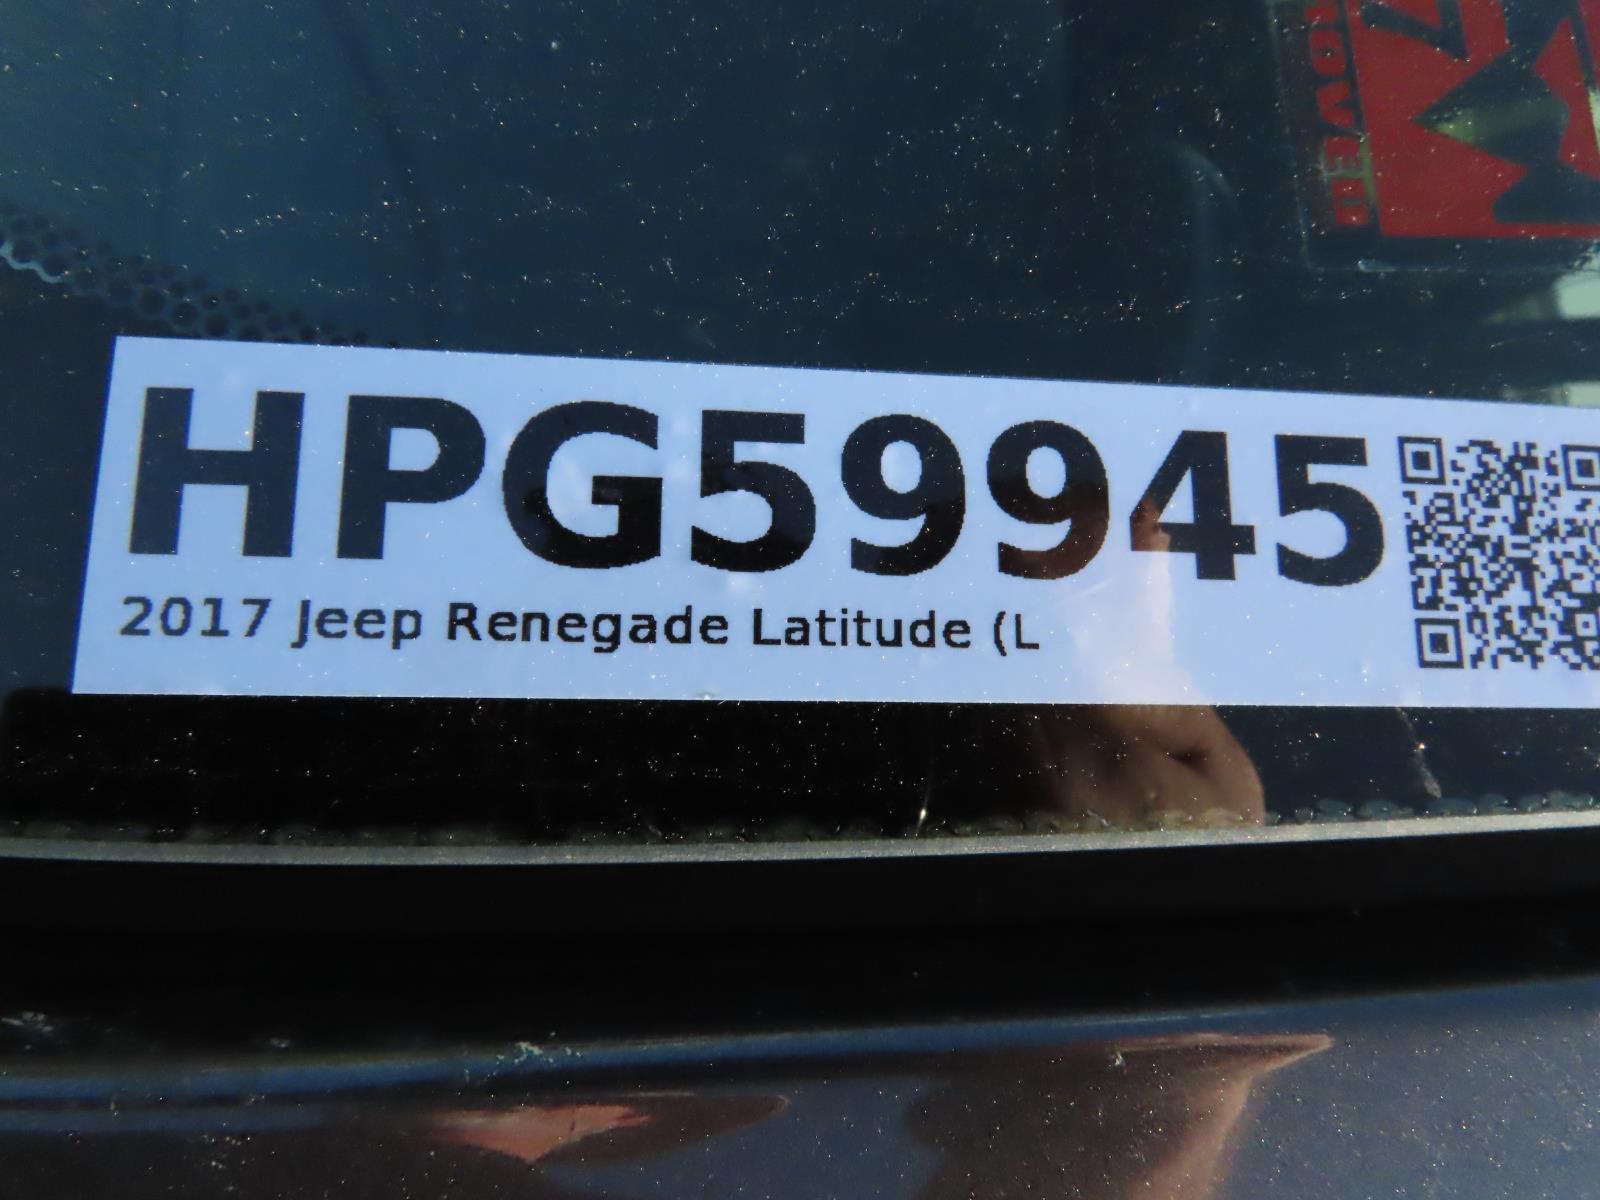 HPG59945
2017 Jeep Renegade Latitude (L